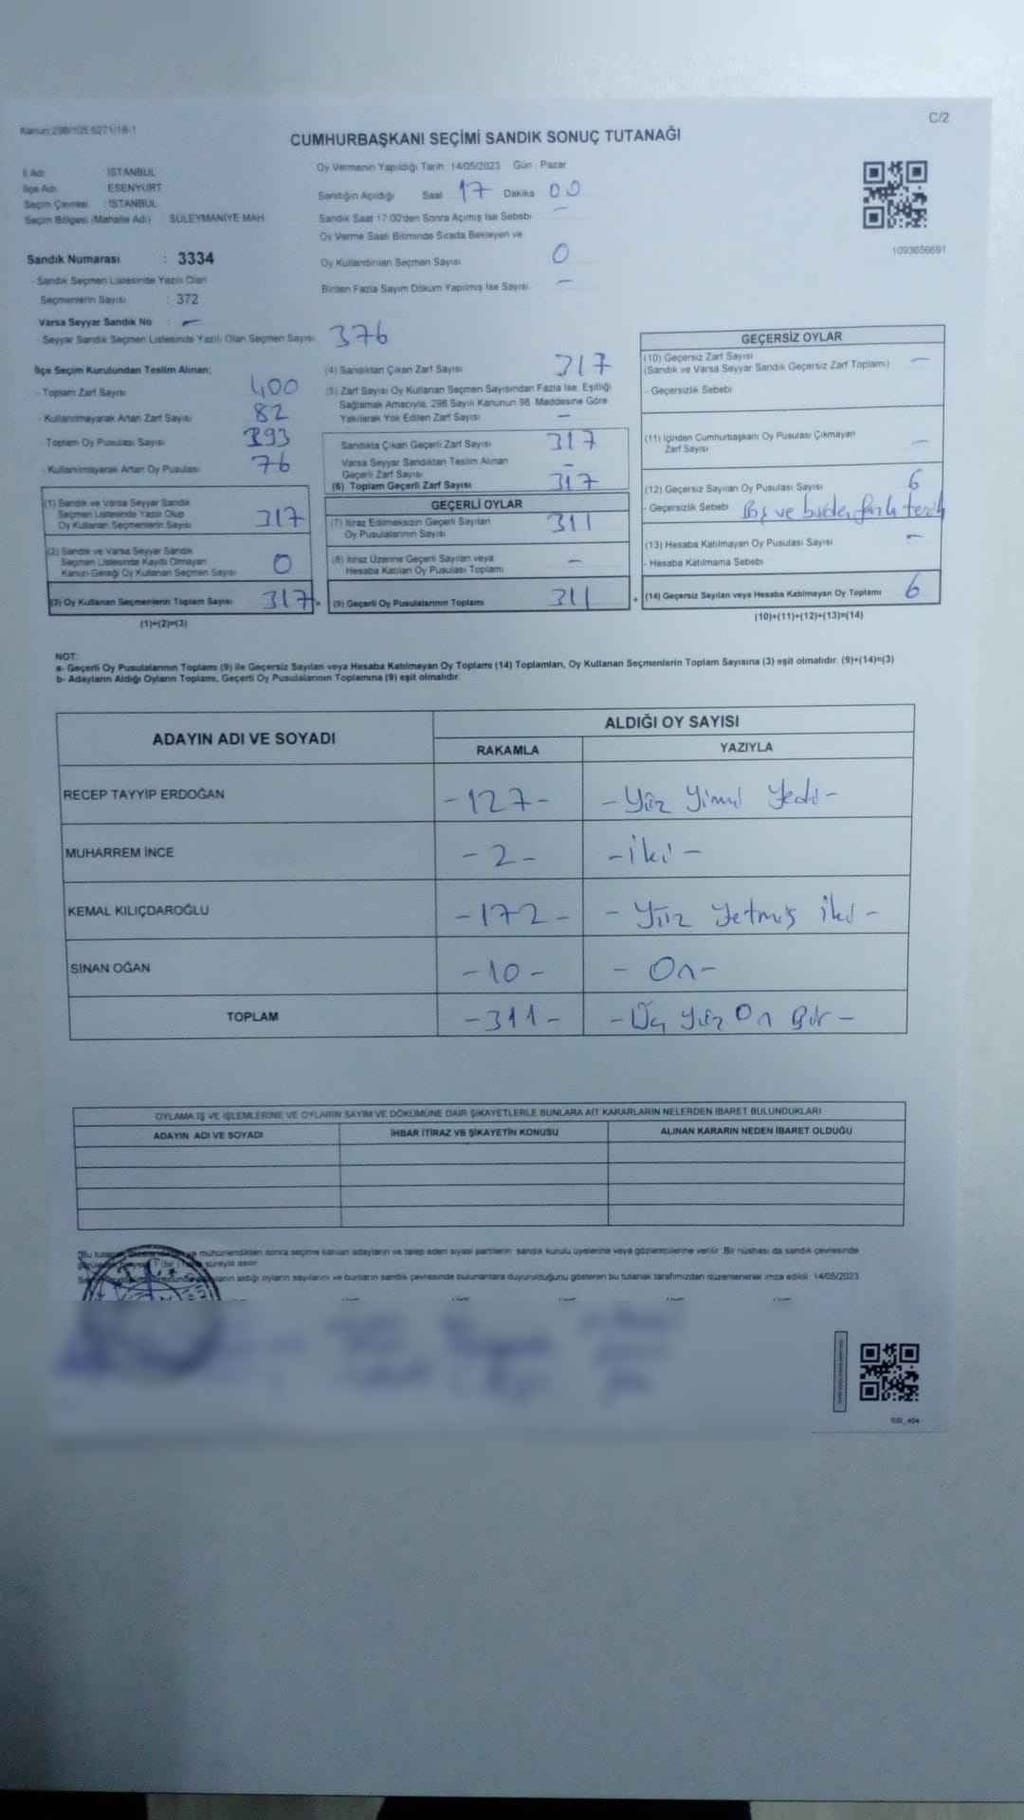 C/2
CUMHURBAŞKANI SEÇİMİ SANDIK SONUÇ TUTANAĞI
İli Adı : İSTANBUL
İlçe Adı : ESENYURT
Seçim Çevresi : İSTANBUL
Seçim Bölgesi (Mahalle Adı) : SÜLEYMANİYE MAH.
Oy Vermenin Yapıldığı Tarih: 14/05/2023 Gün : Pazar
Sandığın Açıldığı Saat 17 Dakika 00
Sandık Saat 17:00'den Sonra Açılmış İse Sebebi —
Oy Verme Saati Bitiminde Sırada Bekleyen ve
Oy Kullandırılan Seçmen Sayısı 0
Birden Fazla Sayım Döküm Yapılmış İse Sayısı —
1093656691
Sandık Numarası : 3334
- Sandık Seçmen Listesinde Yazılı Olan
Seçmenlerin Sayısı : 372
Varsa Seyyar Sandık No : —
- Seyyar Sandık Seçmen Listesinde Yazılı Olan Seçmen Sayısı: 376
İlçe Seçim Kurulundan Teslim Alınan;
- Toplam Zarf Sayısı 400
- Kullanılmayarak Artan Zarf Sayısı 82
- Toplam Oy Pusulası Sayısı 393
- Kullanılmayarak Artan Oy Pusulası 76
(1) Sandık ve Varsa Seyyar Sandık
Seçmen Listesinde Yazılı Olup
Oy Kullanan Seçmenlerin Sayısı 317
(2) Sandık ve Varsa Seyyar Sandık
Seçmen Listesinde Kayıtlı Olmayan
Kanun Gereği Oy Kullanan Seçmen Sayısı 0
(3) Oy Kullanan Seçmenlerin Toplam Sayısı 317
(1)+(2)=(3)
(4) Sandıktan Çıkan Zarf Sayısı 317
(5) Zarf Sayısı Oy Kullanan Seçmen Sayısından Fazla İse, Eşitliği
Sağlamak Amacıyla, 298 Sayılı Kanunun 98. Maddesine Göre
Yakılarak Yok Edilen Zarf Sayısı —
Sandıkta Çıkan Geçerli Zarf Sayısı 317
Varsa Seyyar Sandıktan Teslim Alınan
Geçerli Zarf Sayısı —
(6) Toplam Geçerli Zarf Sayısı 317
GEÇERLİ OYLAR
(7) İtiraz Edilmeksizin Geçerli Sayılan
Oy Pusulalarının Sayısı 311
(8) İtiraz Üzerine Geçerli Sayılan veya
Hesaba Katılan Oy Pusulası Toplamı —
(9) Geçerli Oy Pusulalarının Toplamı 311
GEÇERSİZ OYLAR
(10) Geçersiz Zarf Sayısı
(Sandık ve Varsa Seyyar Sandık Geçersiz Zarf Toplamı) —
- Geçersizlik Sebebi
(11) İçinden Cumhurbaşkanı Oy Pusulası Çıkmayan
Zarf Sayısı —
(12) Geçersiz Sayılan Oy Pusulası Sayısı 6
- Geçersizlik Sebebi Boş ve birden fazla tercih
(13) Hesaba Katılmayan Oy Pusulası Sayısı —
- Hesaba Katılmama Sebebi
(14) Geçersiz Sayılan veya Hesaba Katılmayan Oy Toplamı 6
(10)+(11)+(12)+(13)=(14)
NOT:
a- Geçerli Oy Pusulalarının Toplamı (9) ile Geçersiz Sayılan veya Hesaba Katılmayan Oy Toplamı (14) Toplamları, Oy Kullanan Seçmenlerin Toplam Sayısına (3) eşit olmalıdır. (9)+(14)=(3)
b- Adayların Aldığı Oyların Toplamı, Geçerli Oy Pusulalarının Toplamına (9) eşit olmalıdır.
ADAYIN ADI VE SOYADI
ALDIĞI OY SAYISI
RAKAMLA YAZIYLA
RECEP TAYYİP ERDOĞAN -127- -Yüz Yirmi Yedi-
MUHARREM İNCE -2- -İki-
KEMAL KILIÇDAROĞLU -172- -Yüz Yetmiş İki-
SİNAN OĞAN -10- -On-
TOPLAM -311- -Üç Yüz On Bir-
OYLAMA İŞ VE İŞLEMLERİNE VE OYLARIN SAYIM VE DÖKÜMÜNE DAİR ŞİKAYETLERLE BUNLARA AİT KARARLARIN NELERDEN İBARET BULUNDUKLARI
ADAYIN ADI VE SOYADI İHBAR İTİRAZ VE ŞİKAYETİN KONUSU ALINAN KARARIN NEDEN İBARET OLDUĞU
mühürlendikten sonra seçime katılan adayların ve talep eden siyasi partilerin sandık kurulu üyelerine veya gözlemcilerine verilir. Bir nüshası da sandık çevresinde
aldığı oyların sayılarını ve bunların sandık çevresinde bulunanlara duyurulduğunu gösteren bu tutanak tarafımızdan düzenlenerek imza edildi. 14/05/2023